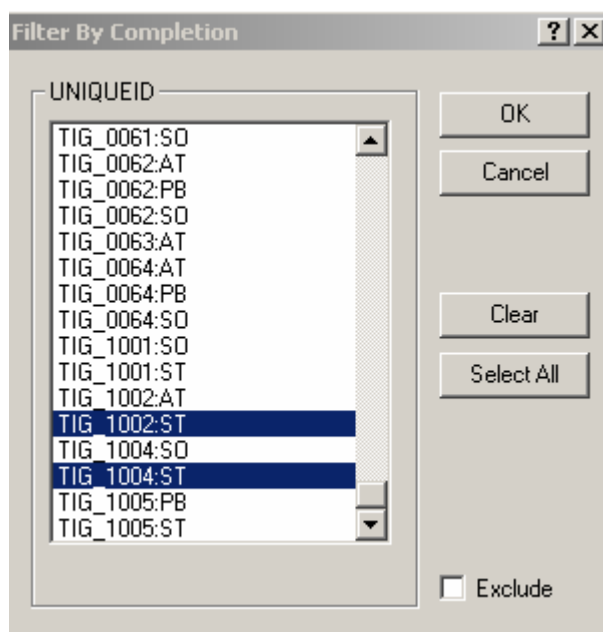 Filter By Completion
UNIQUEID
TIG_0061:SO
TIG_0062:AT
TIG_0062:PB
TIG_0062:SO
TIG_0063:AT
TIG_0064:AT
TIG_0064:PB
TIG_0064:SO
TIG_1001:SO
TIG_1001:ST
TIG_1002:AT
TIG_1002:ST
TIG_1004:SO
TIG_1004:ST
TIG_1005:PB
TIG_1005:ST
OK
Cancel
Clear
Select All
Exclude